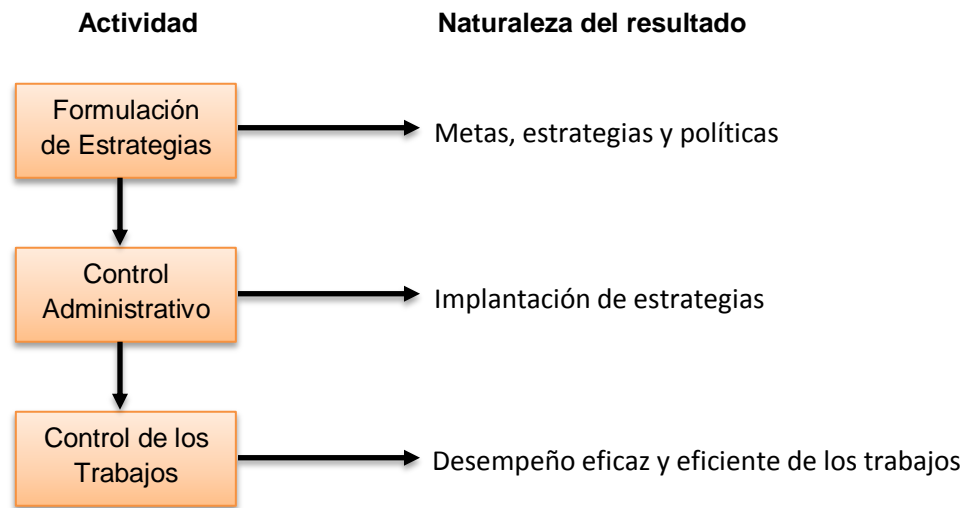 Actividad
Naturaleza del resultado
Formulación
de Estrategias
Metas, estrategias y políticas
Control
Administrativo
Implantación de estrategias
Control de los
Trabajos
Desempeño eficaz y eficiente de los trabajos